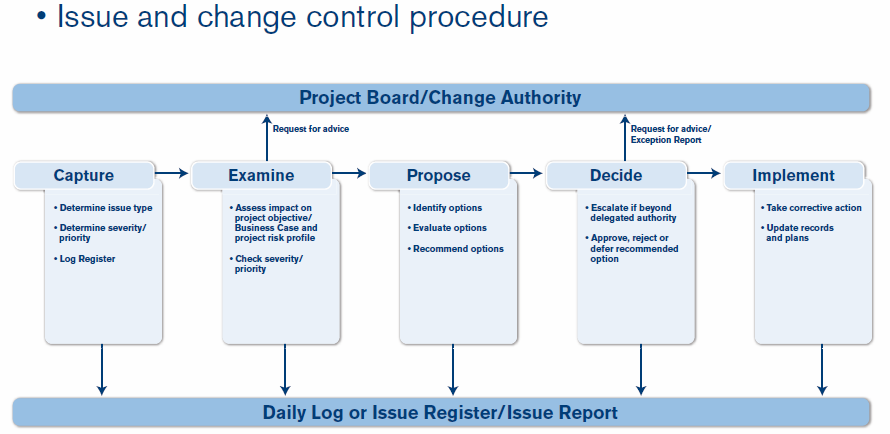 • Issue and change control procedure
Project Board/Change Authority
Request for advice
Request for advice/
Exception Report
Capture
Examine
Propose
Decide
Implement
• Determine issue type
• Determine severity/
priority
• Log Register
• Assess impact on
project objective/
Business Case and
project risk profile
• Check severity/
priority
• Identify options
• Evaluate options
• Recommend options
• Escalate if beyond
delegated authority
• Approve, reject or
defer recommended
option
• Take corrective action
• Update records
and plans
Daily Log or Issue Register/Issue Report